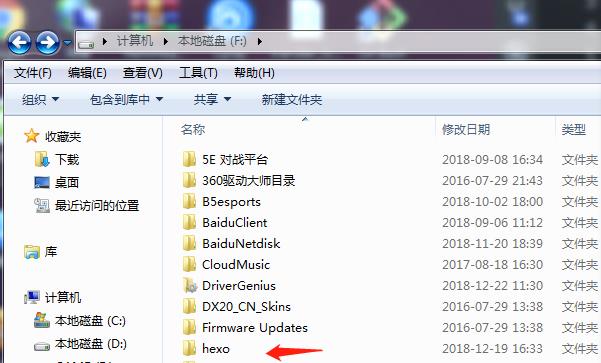 计算机 ▸ 本地磁盘 (F:) ▸
文件(F) 编辑(E) 查看(V) 工具(T) 帮助(H)
组织 包含到库中 共享 新建文件夹
收藏夹
下载
桌面
最近访问的位置
库
计算机
本地磁盘 (C:)
本地磁盘 (D:)
名称 修改日期 类型
5E 对战平台 2018-09-08 16:34 文件夹
360驱动大师目录 2016-07-29 21:43 文件夹
B5esports 2018-10-02 18:00 文件夹
BaiduClient 2018-09-06 11:12 文件夹
BaiduNetdisk 2018-11-20 18:39 文件夹
CloudMusic 2017-08-18 16:30 文件夹
DriverGenius 2018-12-22 11:30 文件夹
DX20_CN_Skins 2016-07-29 13:38 文件夹
Firmware Updates 2016-07-29 13:38 文件夹
hexo 2018-12-19 16:33 文件夹